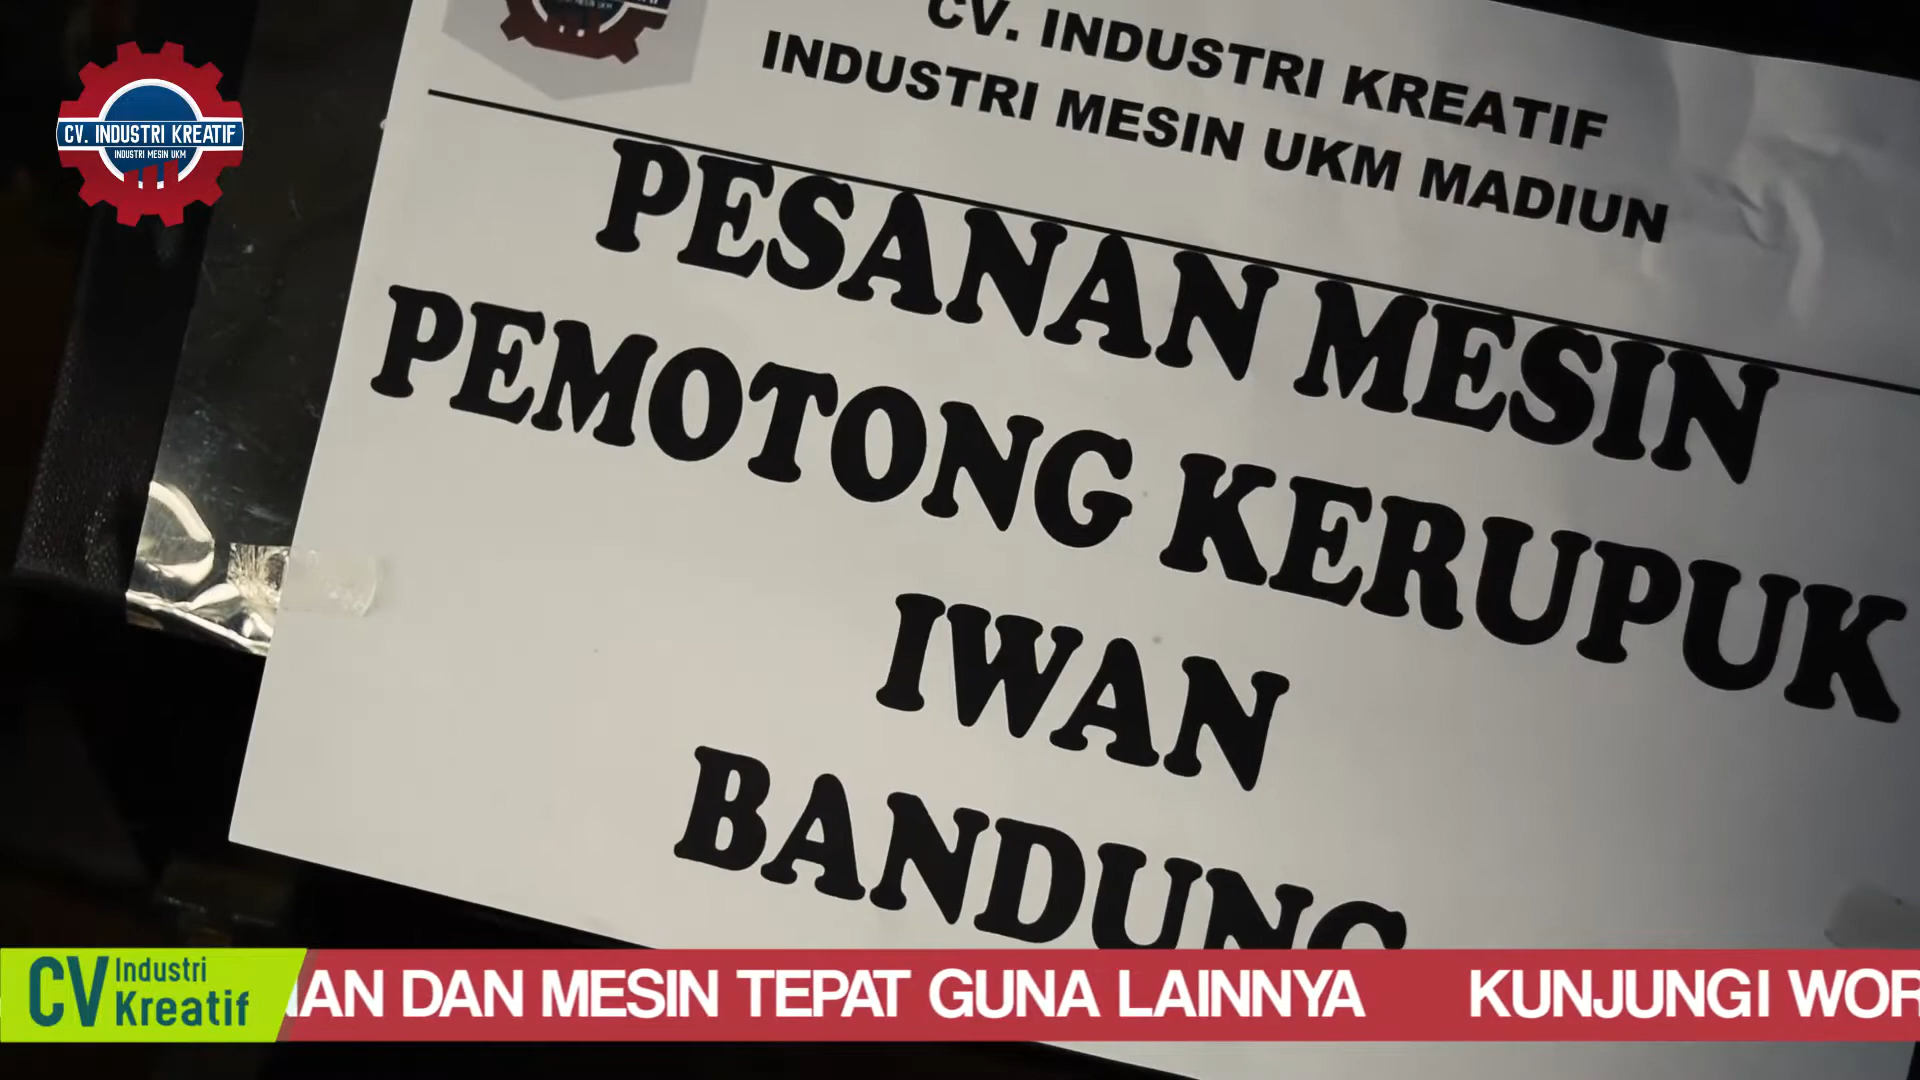 CV. INDUSTRI KREATIF
INDUSTRI MESIN UKM
CV. INDUSTRI KREATIF
INDUSTRI MESIN UKM MADIUN
PESANAN MESIN
PEMOTONG KERUPUK
IWAN
BANDUNG
CV Industri
Kreatif
DAN MESIN TEPAT GUNA LAINNYA KUNJUNGI